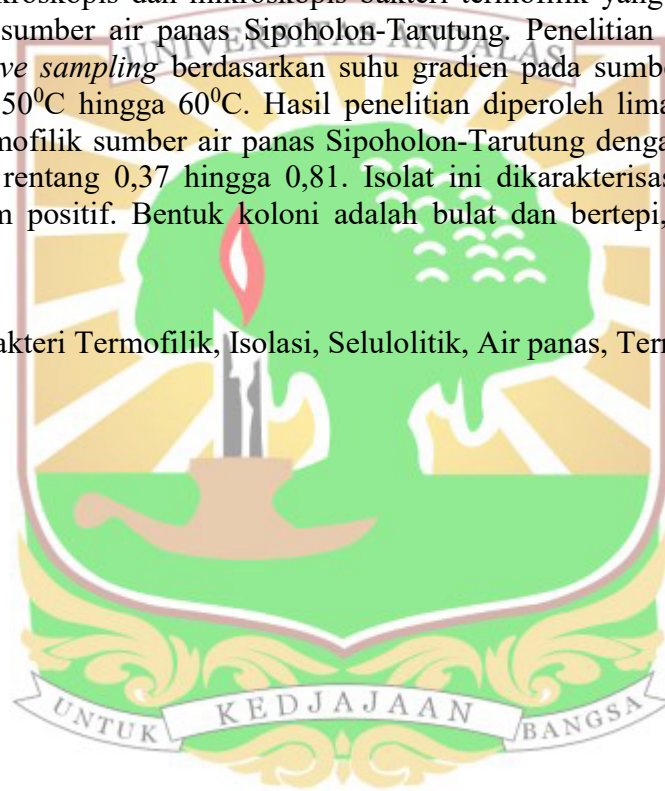 kroskopis dan mikroskopis bakteri termofilik yang
sumber air panas Sipoholon-Tarutung. Penelitian
UNIVERSITAS ANDALAS
ve sampling berdasarkan suhu gradien pada sumbe
50⁰C hingga 60⁰C. Hasil penelitian diperoleh lima
mofilik sumber air panas Sipoholon-Tarutung denga
rentang 0,37 hingga 0,81. Isolat ini dikarakterisas
m positif. Bentuk koloni adalah bulat dan bertepi,
akteri Termofilik, Isolasi, Selulolitik, Air panas, Ter
UNTUK KEDJAJAAN BANGSA